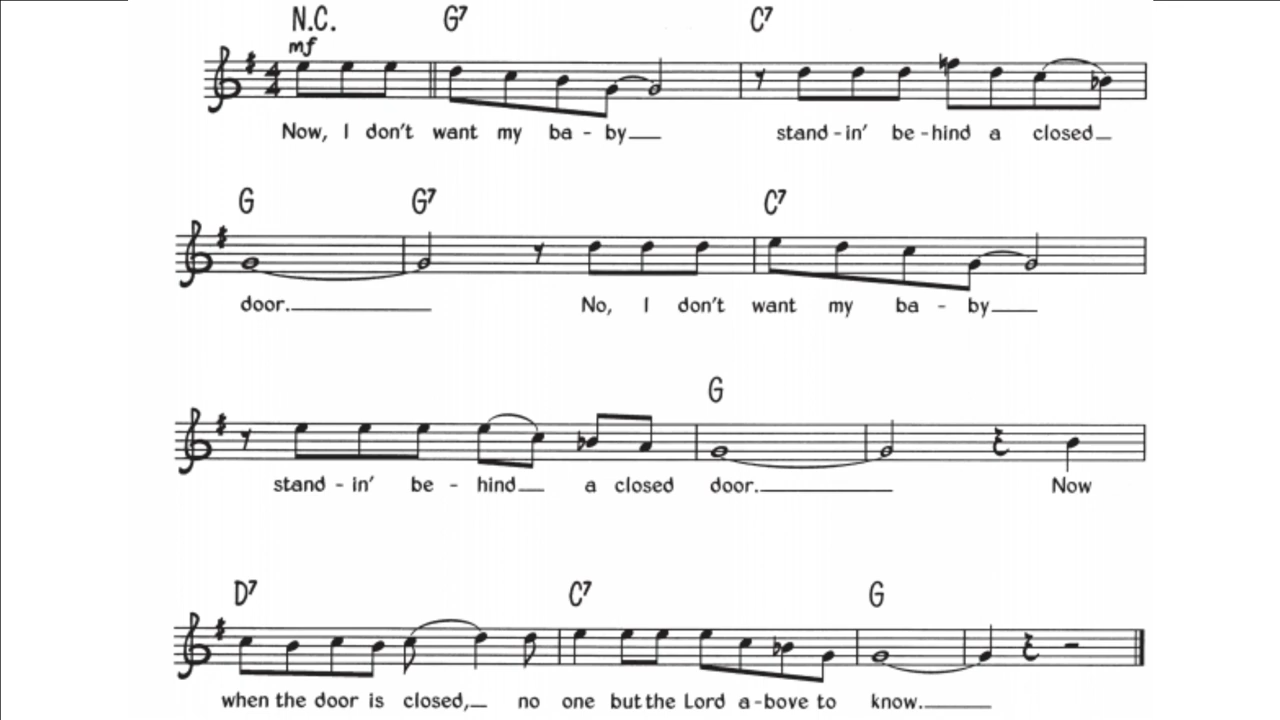 N.C. G7 C7
mf
4
4
Now, I don't want my ba - by stand - in' be - hind a closed
G G7 C7
door. No, I don't want my ba - by
G
stand - in' be - hind a closed door. Now
D7 C7 G
when the door is closed, no one but the Lord a - bove to know.